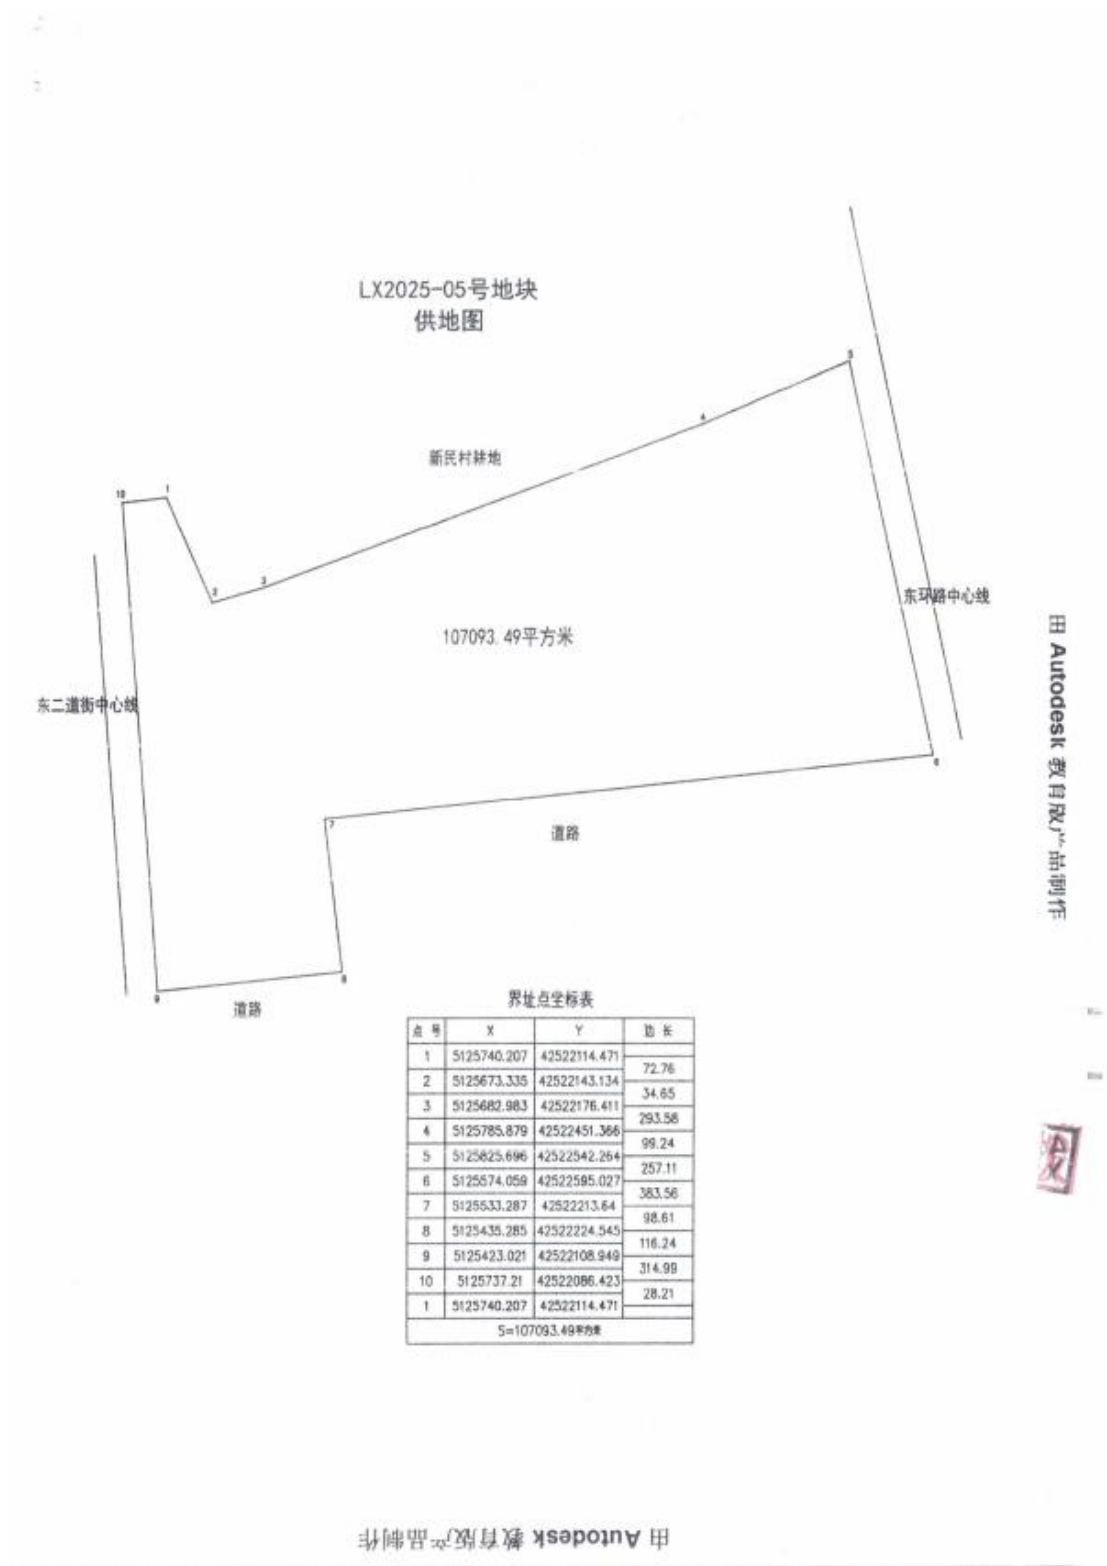 LX2025-05号地块
供地图
5
4
新民村耕地
10 1
3
2
东环路中心线
107093.49平方米
东二道街中心线
6
7
道路
8
9
道路
界址点坐标表
点 号 X Y 边 长
1 5125740.207 42522114.471
72.76
2 5125673.335 42522143.134
34.65
3 5125682.983 42522176.411
293.58
4 5125785.879 42522451.366
99.24
5 5125825.696 42522542.264
257.11
6 5125574.059 42522595.027
383.56
7 5125533.287 42522213.64
98.61
8 5125435.285 42522224.545
116.24
9 5125423.021 42522108.949
314.99
10 5125737.21 42522086.423
28.21
1 5125740.207 42522114.471
S=107093.49平方米
由 Autodesk 教育版产品制作
由 Autodesk 教育版产品制作